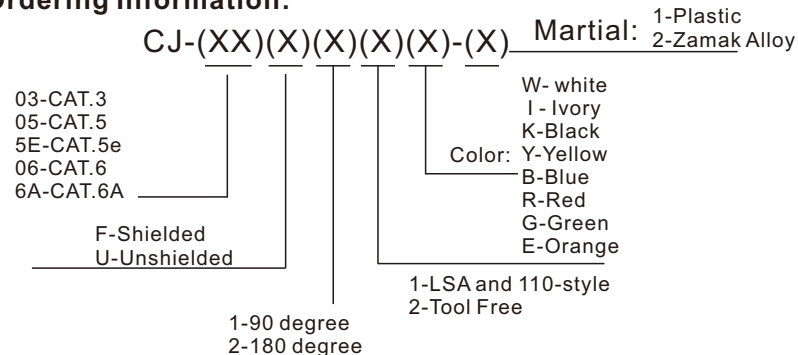 Ordering Information:
CJ-(XX)(X)(X)(X)(X)-(X)
Martial:
1-Plastic
2-Zamak Alloy
03-CAT.3
05-CAT.5
5E-CAT.5e
06-CAT.6
6A-CAT.6A
F-Shielded
U-Unshielded
1-90 degree
2-180 degree
1-LSA and 110-style
2-Tool Free
Color:
W- white
I - Ivory
K-Black
Y-Yellow
B-Blue
R-Red
G-Green
E-Orange